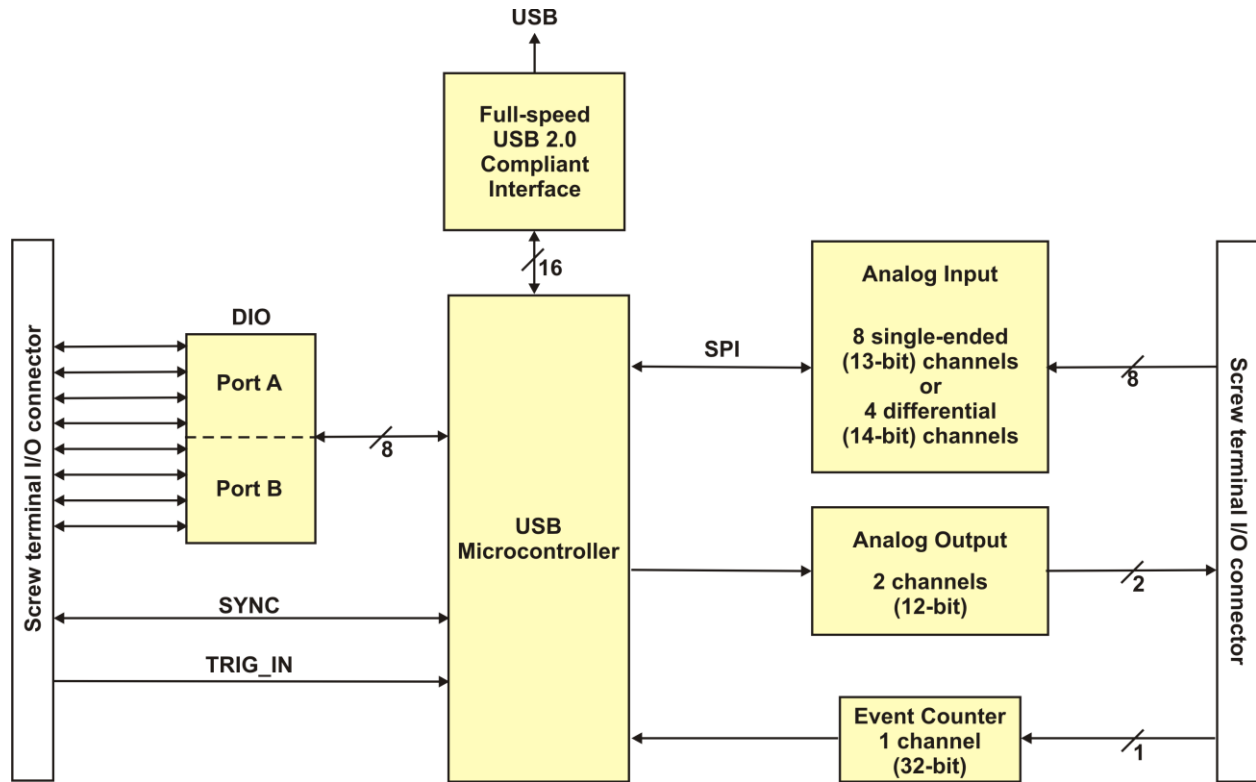 USB
Full-speed
USB 2.0
Compliant
Interface
16
Screw terminal I/O connector
DIO
Port A
Port B
8
SYNC
TRIG_IN
USB
Microcontroller
SPI
Analog Input
8 single-ended
(13-bit) channels
or
4 differential
(14-bit) channels
8
Analog Output
2 channels
(12-bit)
2
Event Counter
1 channel
(32-bit)
1
Screw terminal I/O connector